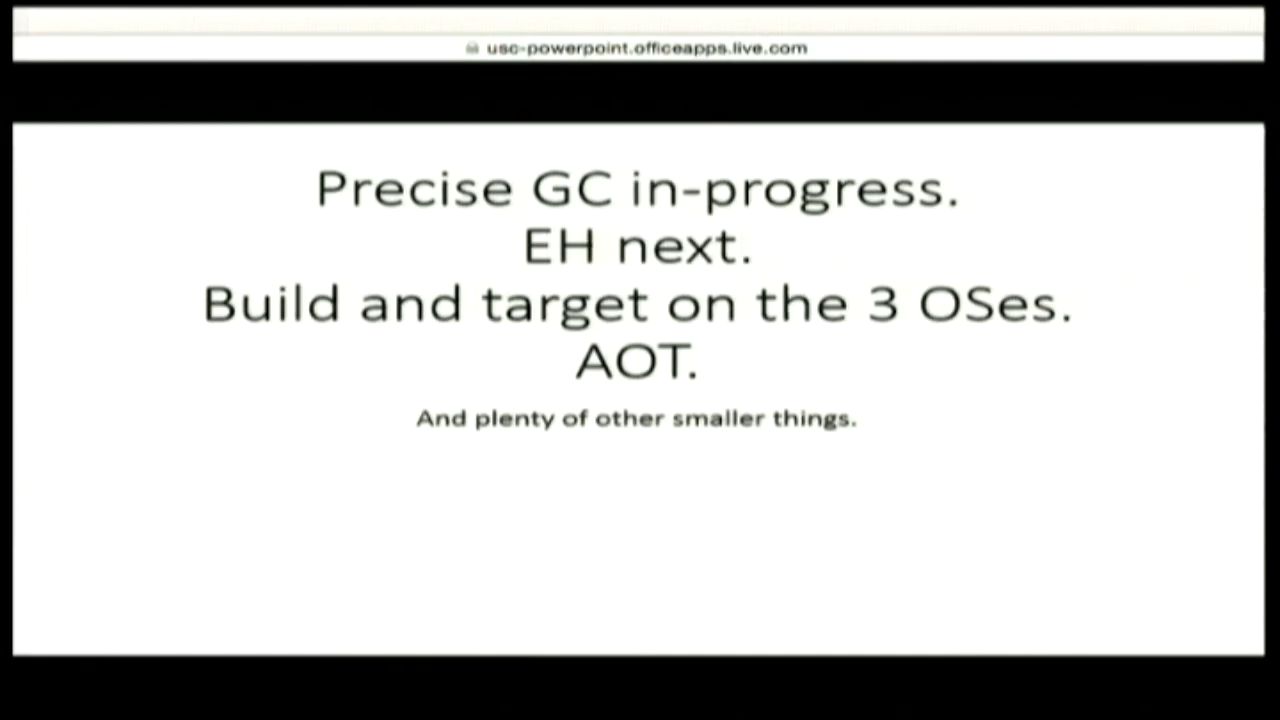 usc-powerpoint.officeapps.live.com
Precise GC in-progress.
EH next.
Build and target on the 3 OSes.
AOT.
And plenty of other smaller things.